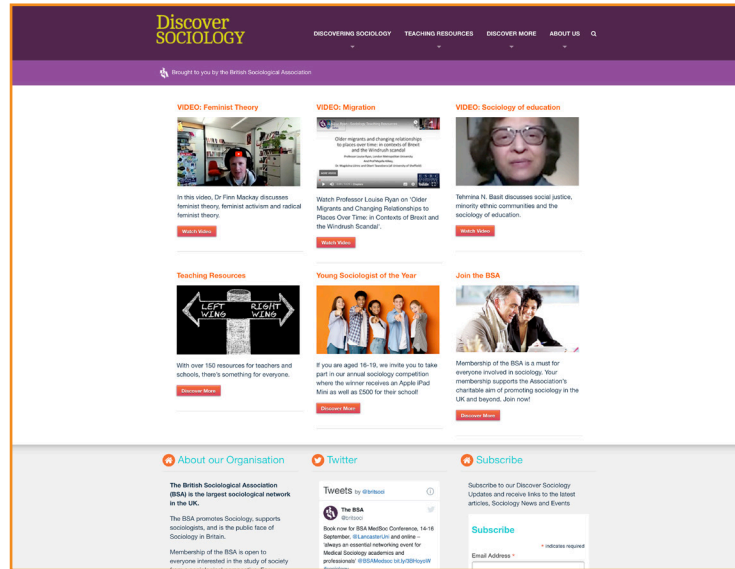 Discover
SOCIOLOGY
DISCOVERING SOCIOLOGY
TEACHING RESOURCES
DISCOVER MORE
ABOUT US
Brought to you by the British Sociological Association
VIDEO: Feminist Theory
In this video, Dr Finn Mackay discusses
feminist theory, feminist activism and radical
feminist theory.
Watch Video
VIDEO: Migration
Older migrants and changing relationships
to places over time: in contexts of Brexit
and the Windrush scandal
Watch Professor Louise Ryan on 'Older
Migrants and Changing Relationships to
Places Over Time: in Contexts of Brexit and
the Windrush Scandal'.
Watch Video
VIDEO: Sociology of education
Tehmina N. Basit discusses social justice,
minority ethnic communities and the
sociology of education.
Watch Video
Teaching Resources
LEFT WING
RIGHT WING
With over 150 resources for teachers and
schools, there's something for everyone.
Discover More
Young Sociologist of the Year
If you are aged 16-19, we invite you to take
part in our annual sociology competition
where the winner receives an Apple iPad
Mini as well as £500 for their school!
Discover More
Join the BSA
Membership of the BSA is a must for
everyone involved in sociology. Your
membership supports the Association's
charitable aim of promoting sociology in the
UK and beyond. Join now!
Discover More
About our Organisation
The British Sociological Association
(BSA) is the largest sociological network
in the UK.
The BSA promotes Sociology, supports
sociologists, and is the public face of
Sociology in Britain.
Membership of the BSA is open to
everyone interested in the study of society
Twitter
Tweets by @britsoci
The BSA
@britsoci
Book now for BSA MedSoc Conference, 14-16
September, @LancasterUni and online –
'always an essential networking event for
Medical Sociology academics and
professionals' @BSAMedsoc
Subscribe
Subscribe to our Discover Sociology
Updates and receive links to the latest
articles, Sociology News and Events
Subscribe
* indicates required
Email Address *